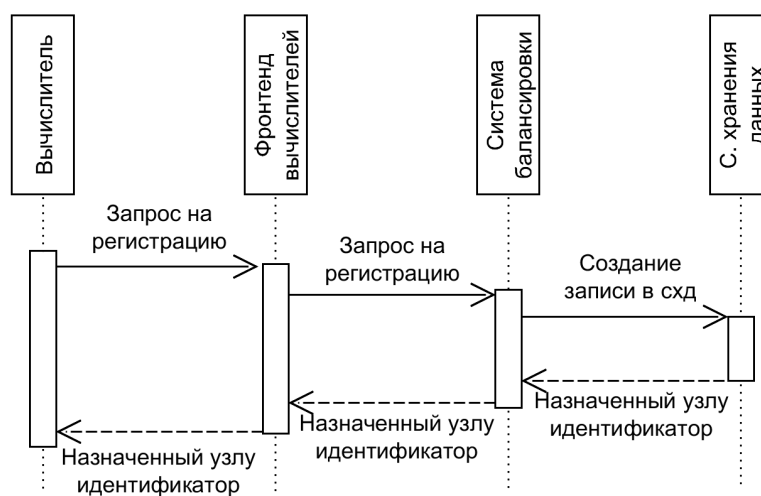 Вычислитель
Фронтенд
вычислителей
Система
балансировки
С. хранения
данных
Запрос на
регистрацию
Запрос на
регистрацию
Создание
записи в схд
Назначенный узлу
идентификатор
Назначенный узлу
идентификатор
Назначенный узлу
идентификатор